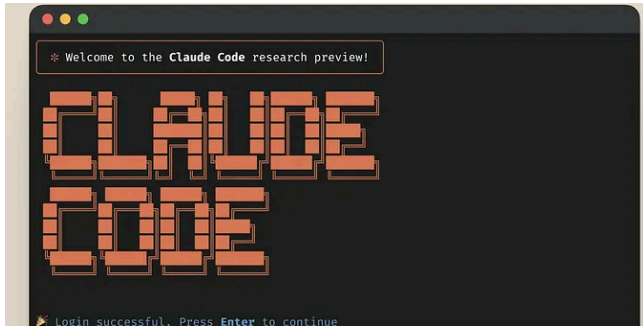 ✻ Welcome to the Claude Code research preview!
CLAUDE
CODE
🎉 Login successful. Press Enter to continue